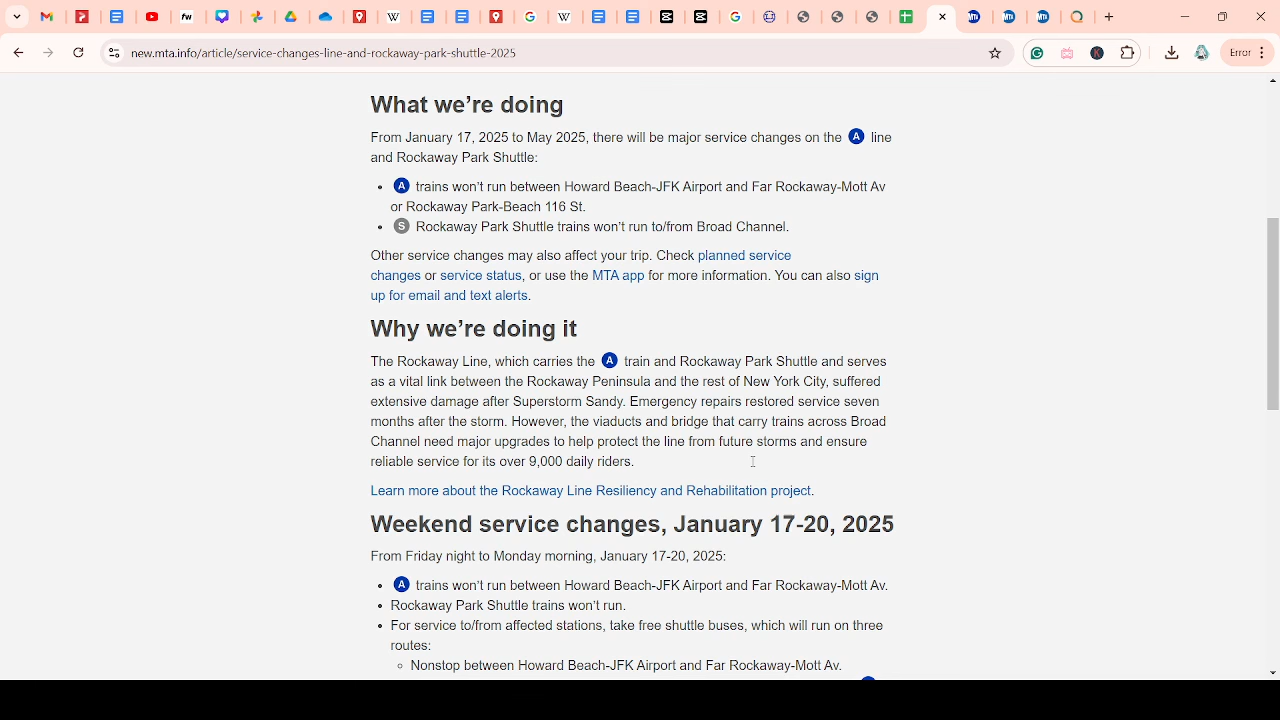 new.mta.info/article/service-changes-line-and-rockaway-park-shuttle-2025
Error
What we’re doing
From January 17, 2025 to May 2025, there will be major service changes on the A line
and Rockaway Park Shuttle:
• A trains won’t run between Howard Beach-JFK Airport and Far Rockaway-Mott Av
or Rockaway Park-Beach 116 St.
• S Rockaway Park Shuttle trains won’t run to/from Broad Channel.
Other service changes may also affect your trip. Check planned service
changes or service status, or use the MTA app for more information. You can also sign
up for email and text alerts.
Why we’re doing it
The Rockaway Line, which carries the A train and Rockaway Park Shuttle and serves
as a vital link between the Rockaway Peninsula and the rest of New York City, suffered
extensive damage after Superstorm Sandy. Emergency repairs restored service seven
months after the storm. However, the viaducts and bridge that carry trains across Broad
Channel need major upgrades to help protect the line from future storms and ensure
reliable service for its over 9,000 daily riders.
Learn more about the Rockaway Line Resiliency and Rehabilitation project.
Weekend service changes, January 17-20, 2025
From Friday night to Monday morning, January 17-20, 2025:
• A trains won’t run between Howard Beach-JFK Airport and Far Rockaway-Mott Av.
• Rockaway Park Shuttle trains won’t run.
• For service to/from affected stations, take free shuttle buses, which will run on three
routes:
◦ Nonstop between Howard Beach-JFK Airport and Far Rockaway-Mott Av.